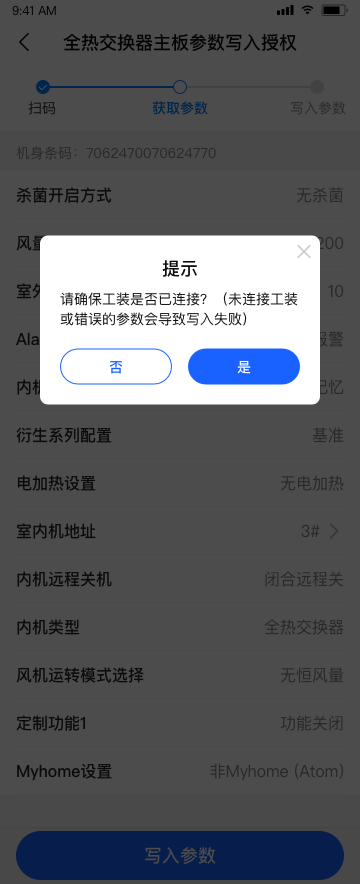 9:41 AM
全热交换器主板参数写入授权
扫码
获取参数
写入参数
机身条码：7062470070624770
杀菌开启方式 无杀菌
风量 200
室外 10
Ala 报警
内机 记忆
提示
请确保工装是否已连接？（未连接工装
或错误的参数会导致写入失败）
否 是
衍生系列配置 基准
电加热设置 无电加热
室内机地址 3#
内机远程关机 闭合远程关
内机类型 全热交换器
风机运转模式选择 无恒风量
定制功能1 功能关闭
Myhome设置 非Myhome (Atom)
写入参数